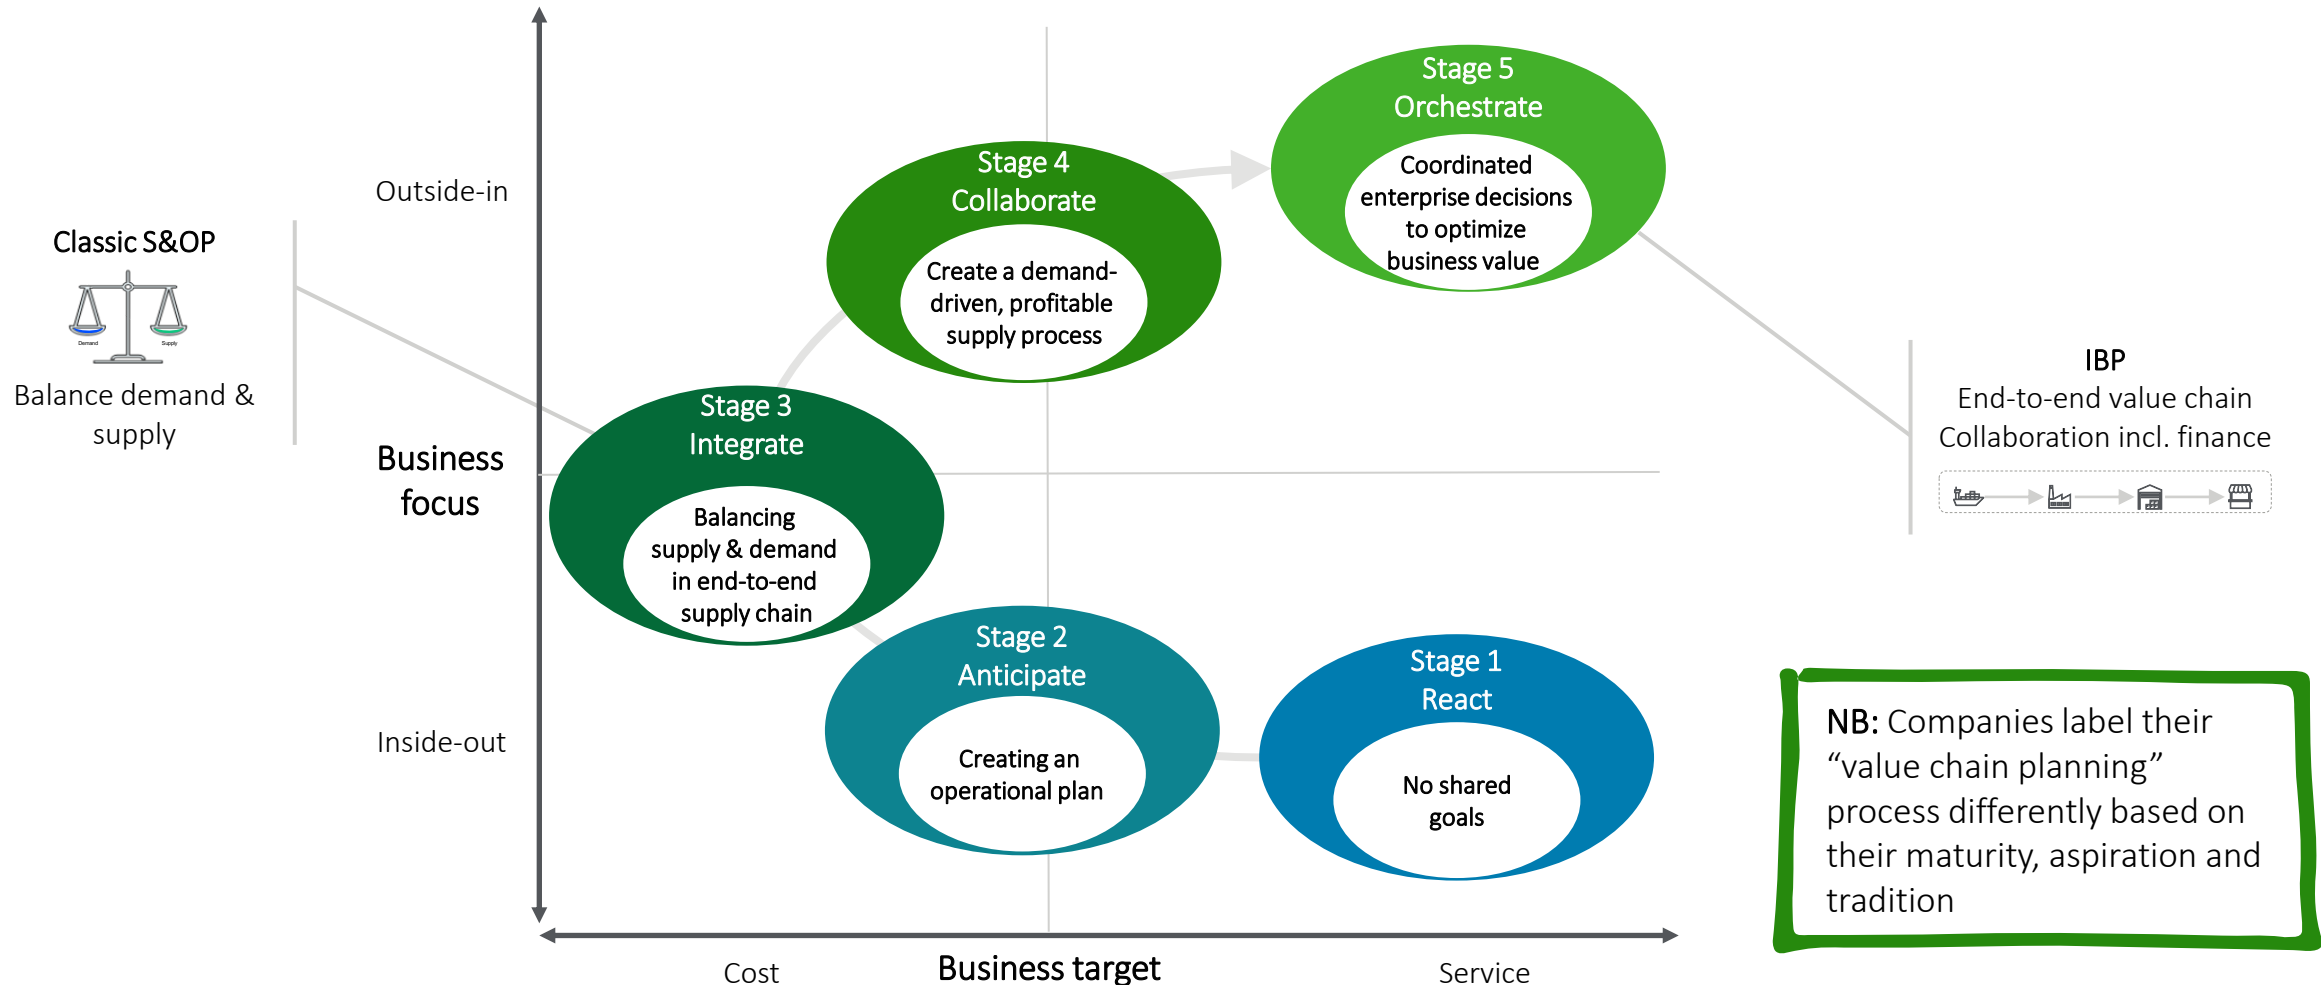 Classic S&OP
Demand
Supply
Balance demand &
supply
Outside-in
Business
focus
Inside-out
Stage 5
Orchestrate
Coordinated
enterprise decisions
to optimize
business value
Stage 4
Collaborate
Create a demand-
driven, profitable
supply process
Stage 3
Integrate
Balancing
supply & demand
in end-to-end
supply chain
Stage 2
Anticipate
Creating an
operational plan
Stage 1
React
No shared
goals
Cost
Business target
Service
IBP
End-to-end value chain
Collaboration incl. finance
NB: Companies label their
“value chain planning”
process differently based on
their maturity, aspiration and
tradition